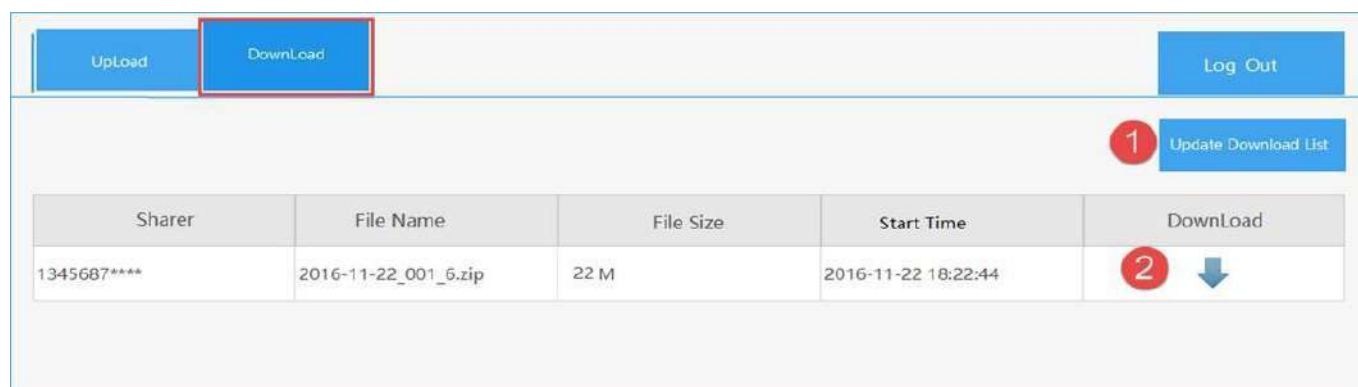 UpLoad DownLoad Log Out
1 Update Download List
Sharer File Name File Size Start Time DownLoad
1345687**** 2016-11-22_001_6.zip 22 M 2016-11-22 18:22:44 2